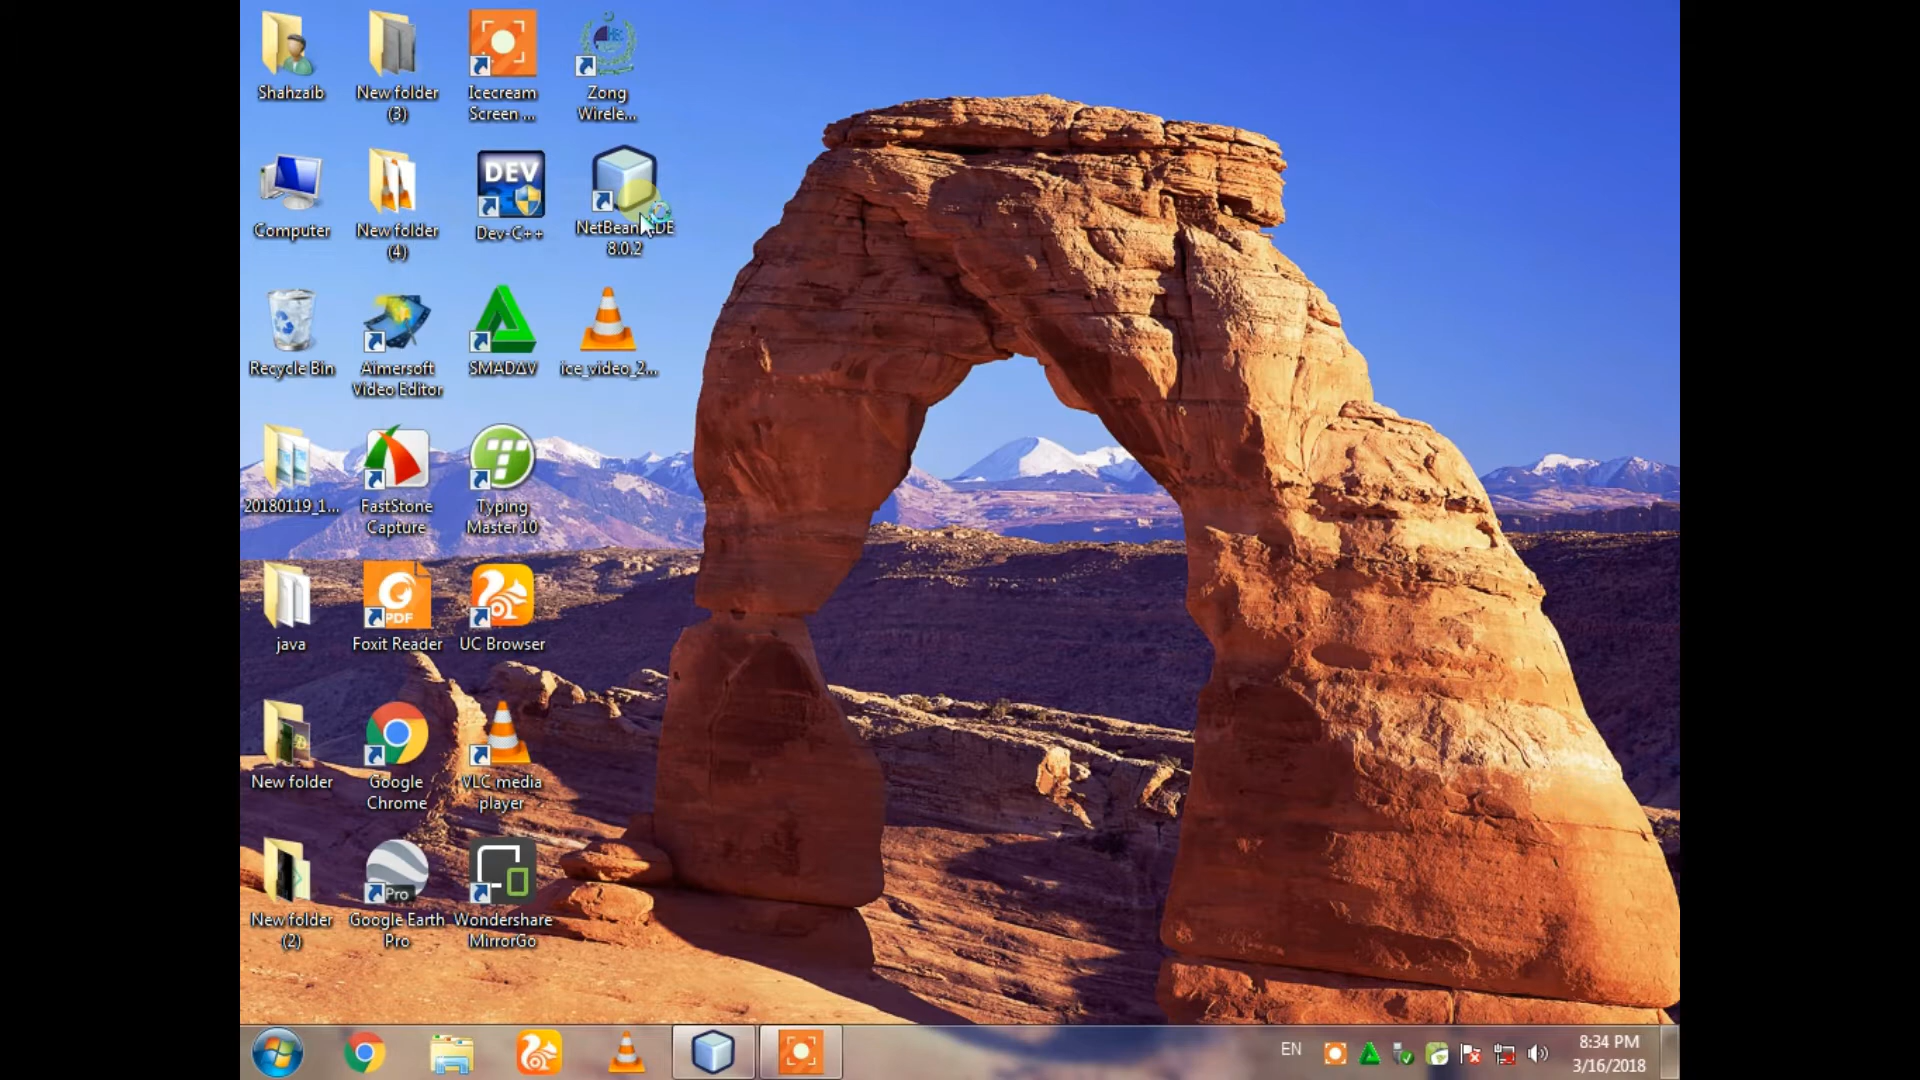 Shahzaib
New folder
(3)
Icecream
Screen ...
Zong
Wirele...
Computer
New folder
(4)
DEV
Dev-C++
8.0.2
Recycle Bin
Aimersoft
Video Editor
SMADΔV
ice_video_2...
20180119_1...
FastStone
Capture
Typing
Master 10
java
PDF
Foxit Reader
UC Browser
New folder
Google
Chrome
VLC media
player
New folder
(2)
Pro
Google Earth
Pro
Wondershare
MirrorGo
EN
8:34 PM
3/16/2018